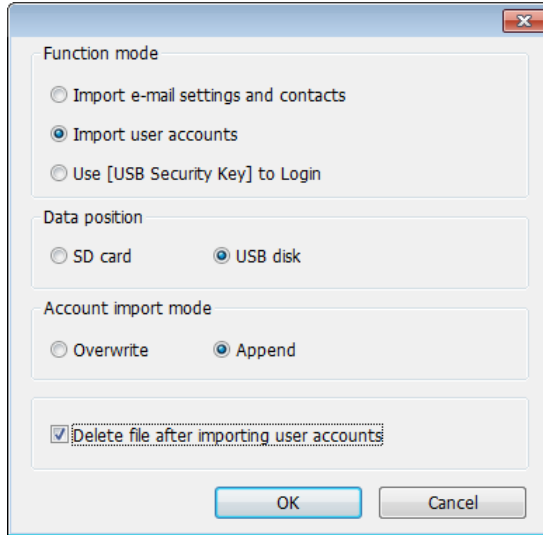 Function mode
Import e-mail settings and contacts
Import user accounts
Use [USB Security Key] to Login
Data position
SD card USB disk
Account import mode
Overwrite Append
Delete file after importing user accounts
OK Cancel